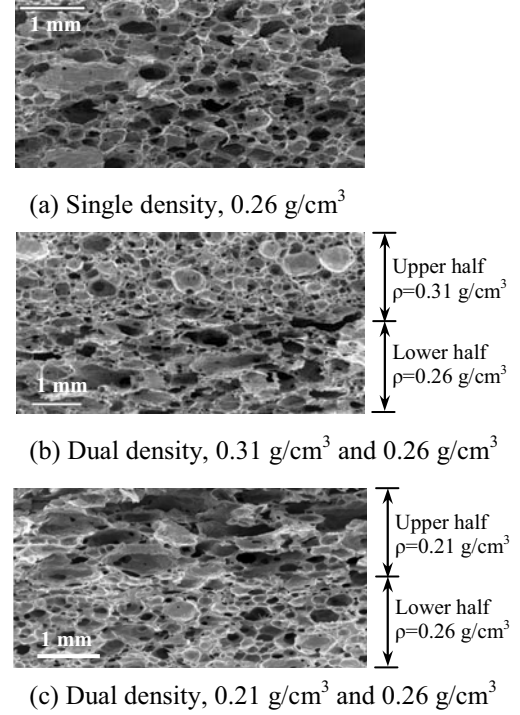 1 mm
(a) Single density, 0.26 g/cm³
Upper half
ρ=0.31 g/cm³
Lower half
ρ=0.26 g/cm³
1 mm
(b) Dual density, 0.31 g/cm³ and 0.26 g/cm³
Upper half
ρ=0.21 g/cm³
Lower half
ρ=0.26 g/cm³
1 mm
(c) Dual density, 0.21 g/cm³ and 0.26 g/cm³